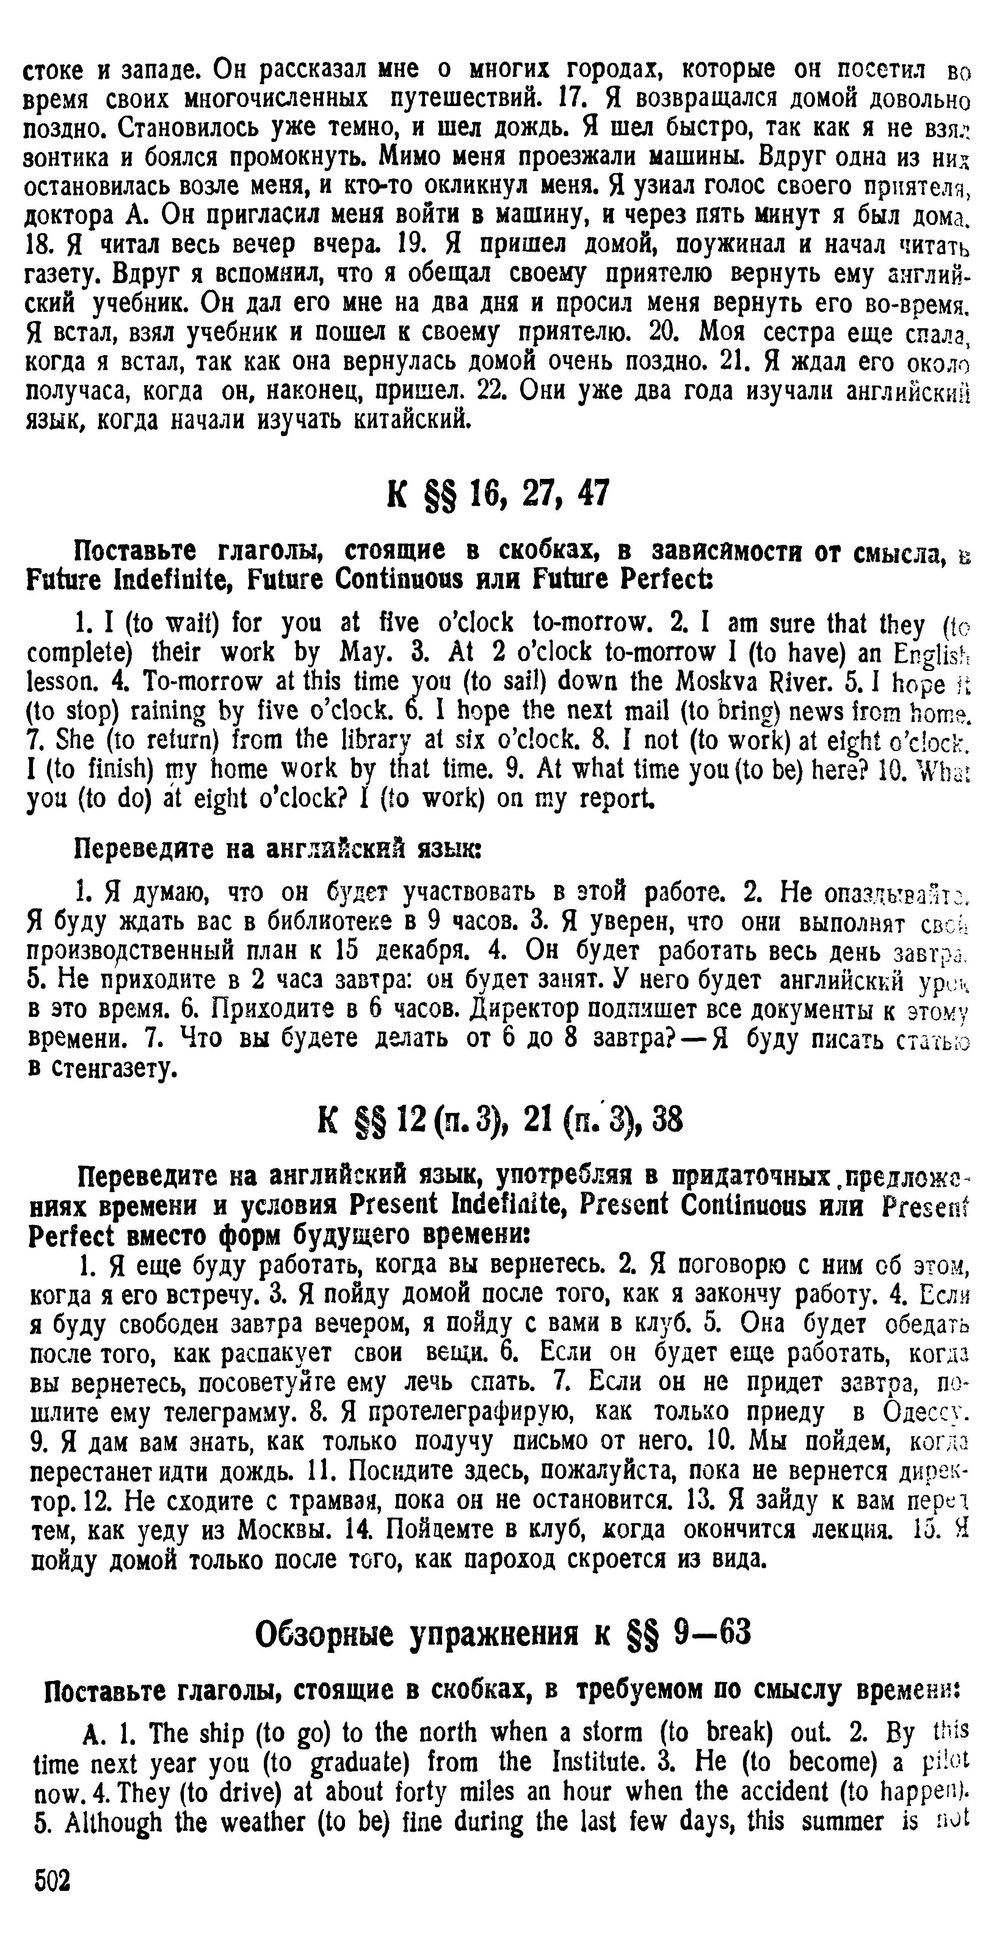 стоке и западе. Он рассказал мне о многих городах, которые он посетил во
время своих многочисленных путешествий. 17. Я возвращался домой довольно
поздно. Становилось уже темно, и шел дождь. Я шел быстро, так как я не взял
зонтика и боялся промокнуть. Мимо меня проезжали машины. Вдруг одна из них
остановилась возле меня, и кто-то окликнул меня. Я узнал голос своего приятеля,
доктора А. Он пригласил меня войти в машину, и через пять минут я был дома.
18. Я читал весь вечер вчера. 19. Я пришел домой, поужинал и начал читать
газету. Вдруг я вспомнил, что я обещал своему приятелю вернуть ему англий-
ский учебник. Он дал его мне на два дня и просил меня вернуть его во-время.
Я встал, взял учебник и пошел к своему приятелю. 20. Моя сестра еще спала,
когда я встал, так как она вернулась домой очень поздно. 21. Я ждал его около
получаса, когда он, наконец, пришел. 22. Они уже два года изучали английский
язык, когда начали изучать китайский.
К §§ 16, 27, 47
Поставьте глаголы, стоящие в скобках, в зависимости от смысла, в
Future Indefinite, Future Continuous или Future Perfect:
1. I (to wait) for you at five o'clock to-morrow. 2. I am sure that they (to
complete) their work by May. 3. At 2 o'clock to-morrow I (to have) an English
lesson. 4. To-morrow at this time you (to sail) down the Moskva River. 5. I hope it
(to stop) raining by five o'clock. 6. I hope the next mail (to bring) news from home.
7. She (to return) from the library at six o'clock. 8. I not (to work) at eight o'clock.
I (to finish) my home work by that time. 9. At what time you (to be) here? 10. What
you (to do) at eight o'clock? I (to work) on my report.
Переведите на английский язык:
1. Я думаю, что он будет участвовать в этой работе. 2. Не опаздывайте.
Я буду ждать вас в библиотеке в 9 часов. 3. Я уверен, что они выполнят свой
производственный план к 15 декабря. 4. Он будет работать весь день завтра.
5. Не приходите в 2 часа завтра: он будет занят. У него будет английский урок
в это время. 6. Приходите в 6 часов. Директор подпишет все документы к этому
времени. 7. Что вы будете делать от 6 до 8 завтра? — Я буду писать статью
в стенгазету.
К §§ 12 (п. 3), 21 (п. 3), 38
Переведите на английский язык, употребляя в придаточных предложе-
ниях времени и условия Present Indefinite, Present Continuous или Present
Perfect вместо форм будущего времени:
1. Я еще буду работать, когда вы вернетесь. 2. Я поговорю с ним об этом,
когда я его встречу. 3. Я пойду домой после того, как я закончу работу. 4. Если
я буду свободен завтра вечером, я пойду с вами в клуб. 5. Она будет обедать
после того, как распакует свои вещи. 6. Если он будет еще работать, когда
вы вернетесь, посоветуйте ему лечь спать. 7. Если он не придет завтра, по-
шлите ему телеграмму. 8. Я протелеграфирую, как только приеду в Одессу.
9. Я дам вам знать, как только получу письмо от него. 10. Мы пойдем, когда
перестанет идти дождь. 11. Посидите здесь, пожалуйста, пока не вернется дирек-
тор. 12. Не сходите с трамвая, пока он не остановится. 13. Я зайду к вам перед
тем, как уеду из Москвы. 14. Пойдемте в клуб, когда окончится лекция. 15. Я
пойду домой только после того, как пароход скроется из вида.
Обзорные упражнения к §§ 9—63
Поставьте глаголы, стоящие в скобках, в требуемом по смыслу времени:
А. 1. The ship (to go) to the north when a storm (to break) out. 2. By this
time next year you (to graduate) from the Institute. 3. He (to become) a pilot
now. 4. They (to drive) at about forty miles an hour when the accident (to happen).
5. Although the weather (to be) fine during the last few days, this summer is not
502